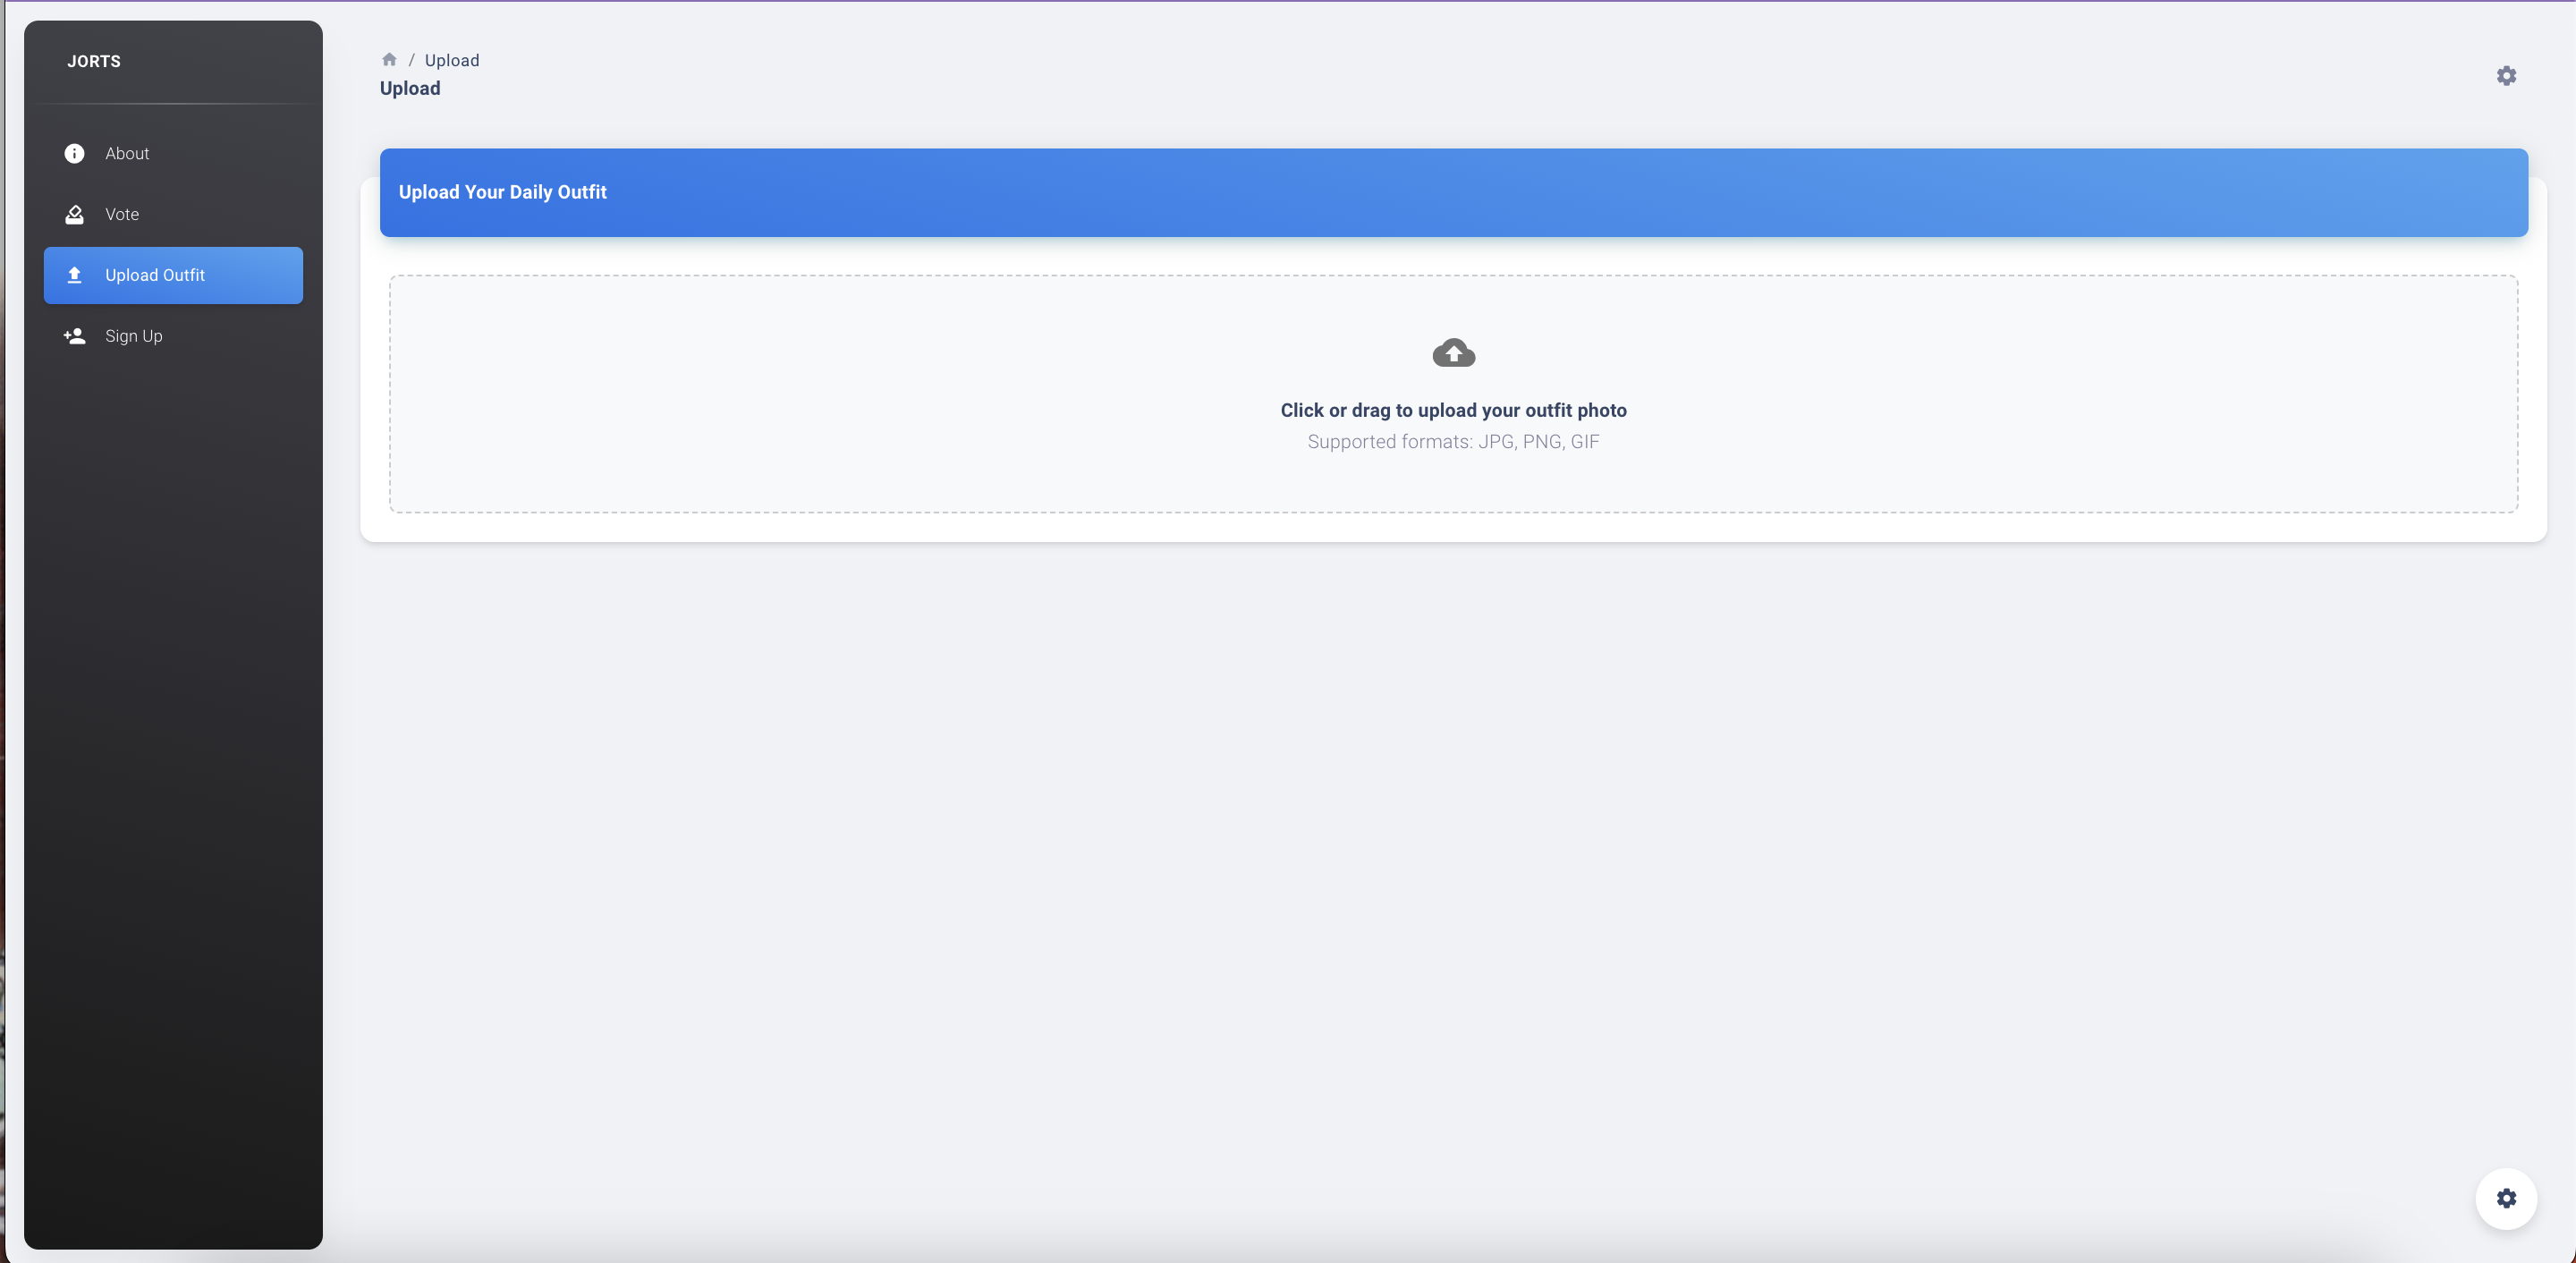 JORTS
About
Vote
Upload Outfit
Sign Up
/ Upload
Upload
Upload Your Daily Outfit
Click or drag to upload your outfit photo
Supported formats: JPG, PNG, GIF